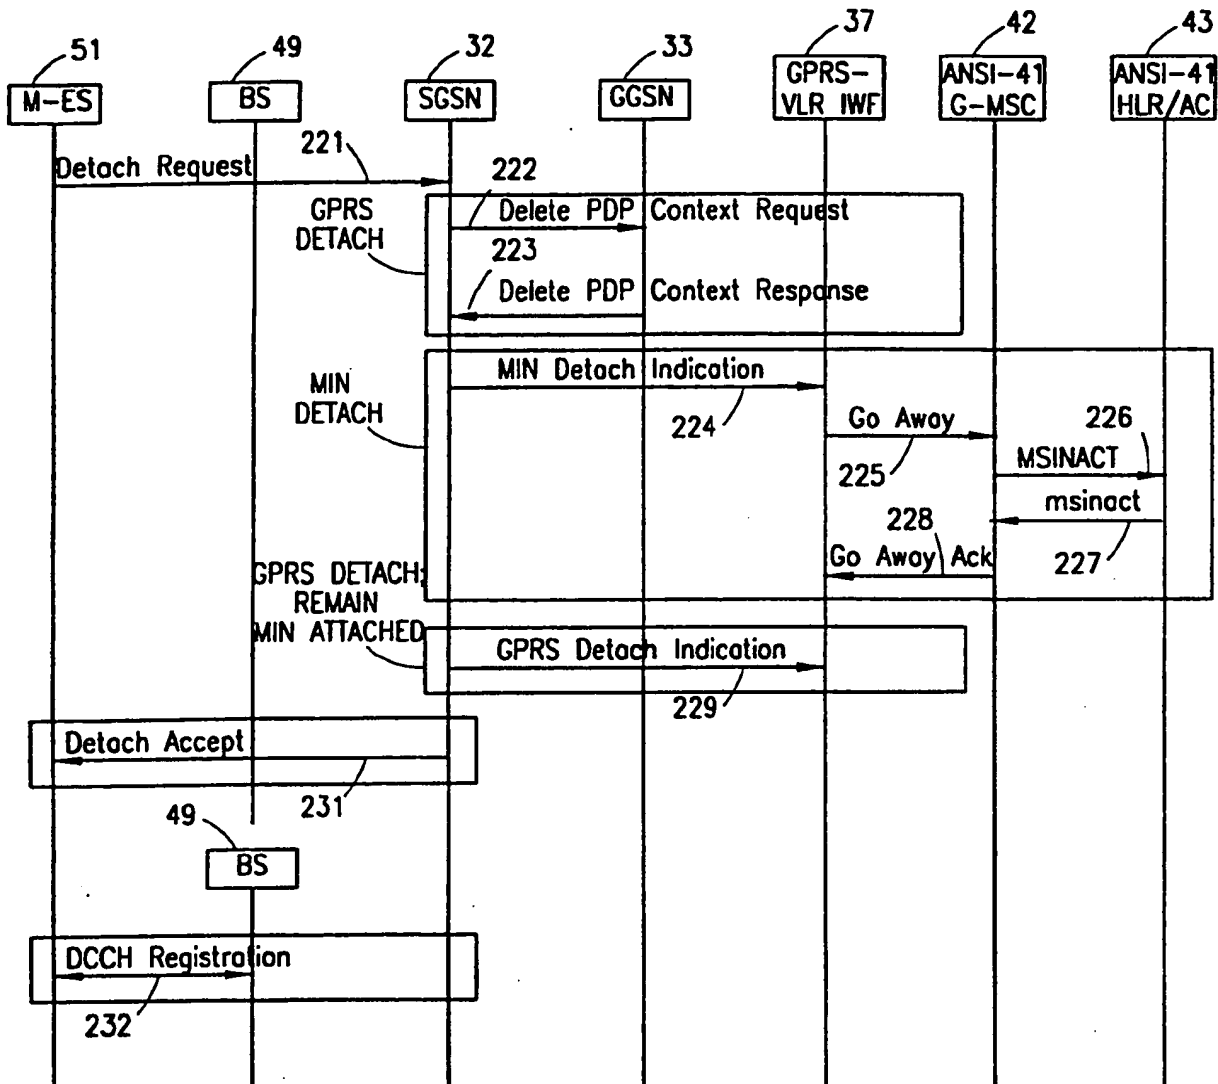 51
49
32
33
37
42
43
M-ES
BS
SGSN
GGSN
GPRS-
VLR IWF
ANSI-41
G-MSC
ANSI-41
HLR/AC
Detach Request
221
222
GPRS
DETACH
Delete PDP Context Request
223
Delete PDP Context Response
MIN
DETACH
MIN Detach Indication
224
Go Away
225
226
MSINACT
msinact
227
228
Go Away Ack
GPRS DETACH;
REMAIN
MIN ATTACHED
GPRS Detach Indication
229
Detach Accept
231
49
BS
DCCH Registration
232